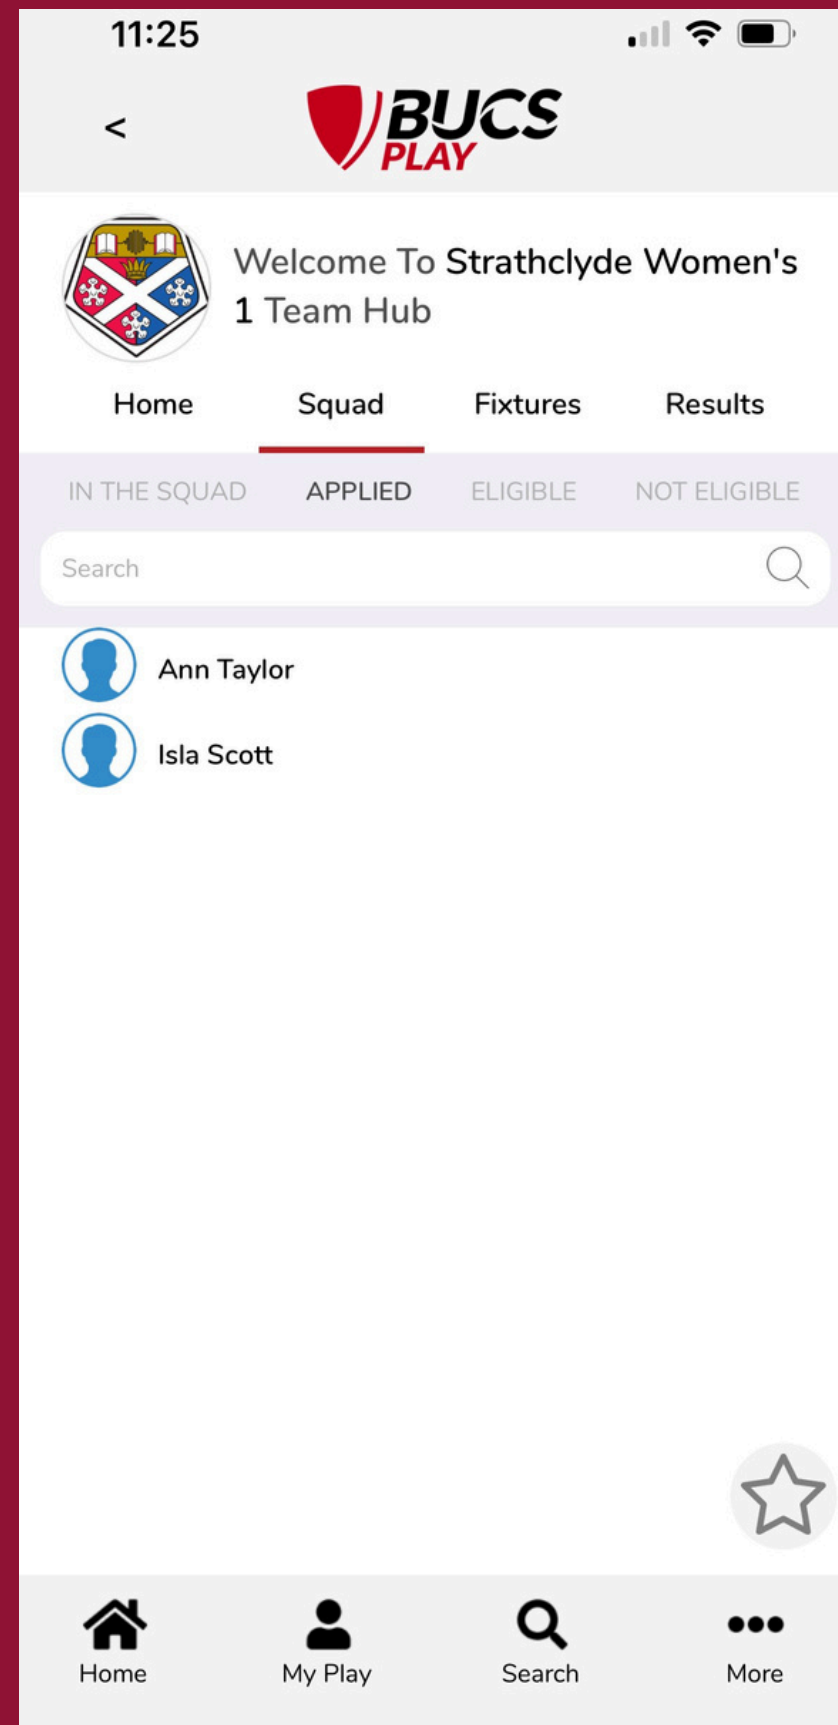 11:25
<
BUCS
PLAY
Welcome To Strathclyde Women's
1 Team Hub
Home Squad Fixtures Results
IN THE SQUAD APPLIED ELIGIBLE NOT ELIGIBLE
Search
Ann Taylor
Isla Scott
Home My Play Search More